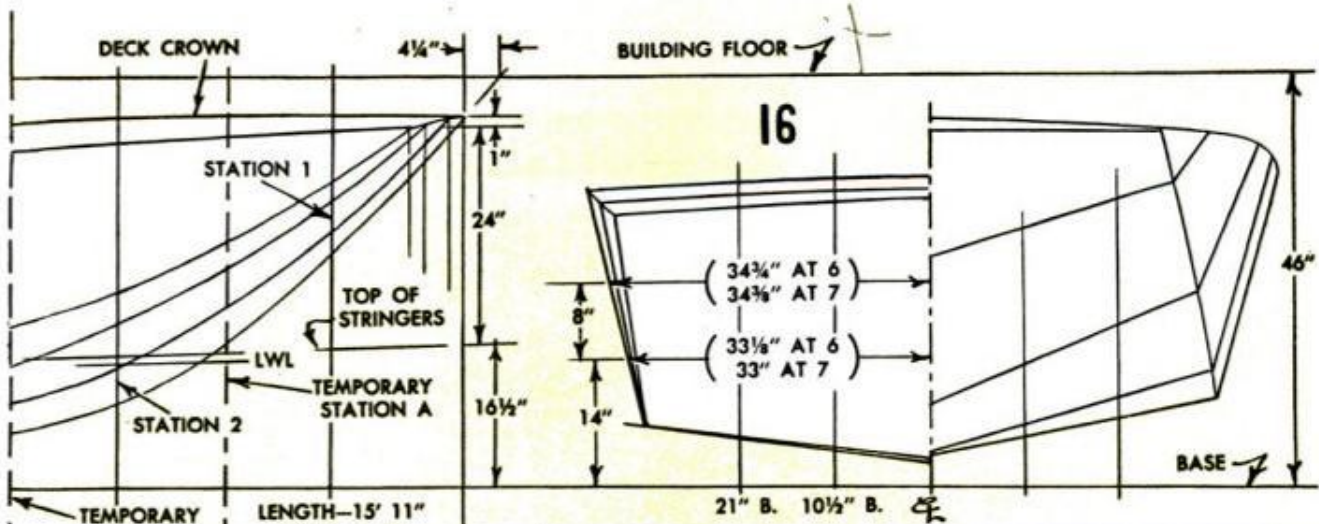 DECK CROWN
4¼"
BUILDING FLOOR
16
1"
STATION 1
24"
46"
34¾" AT 6
34⅜" AT 7
8"
TOP OF
STRINGERS
33⅛" AT 6
33" AT 7
LWL
TEMPORARY
STATION A
16½"
14"
STATION 2
BASE
TEMPORARY
LENGTH—15' 11"
21" B.
10½" B.